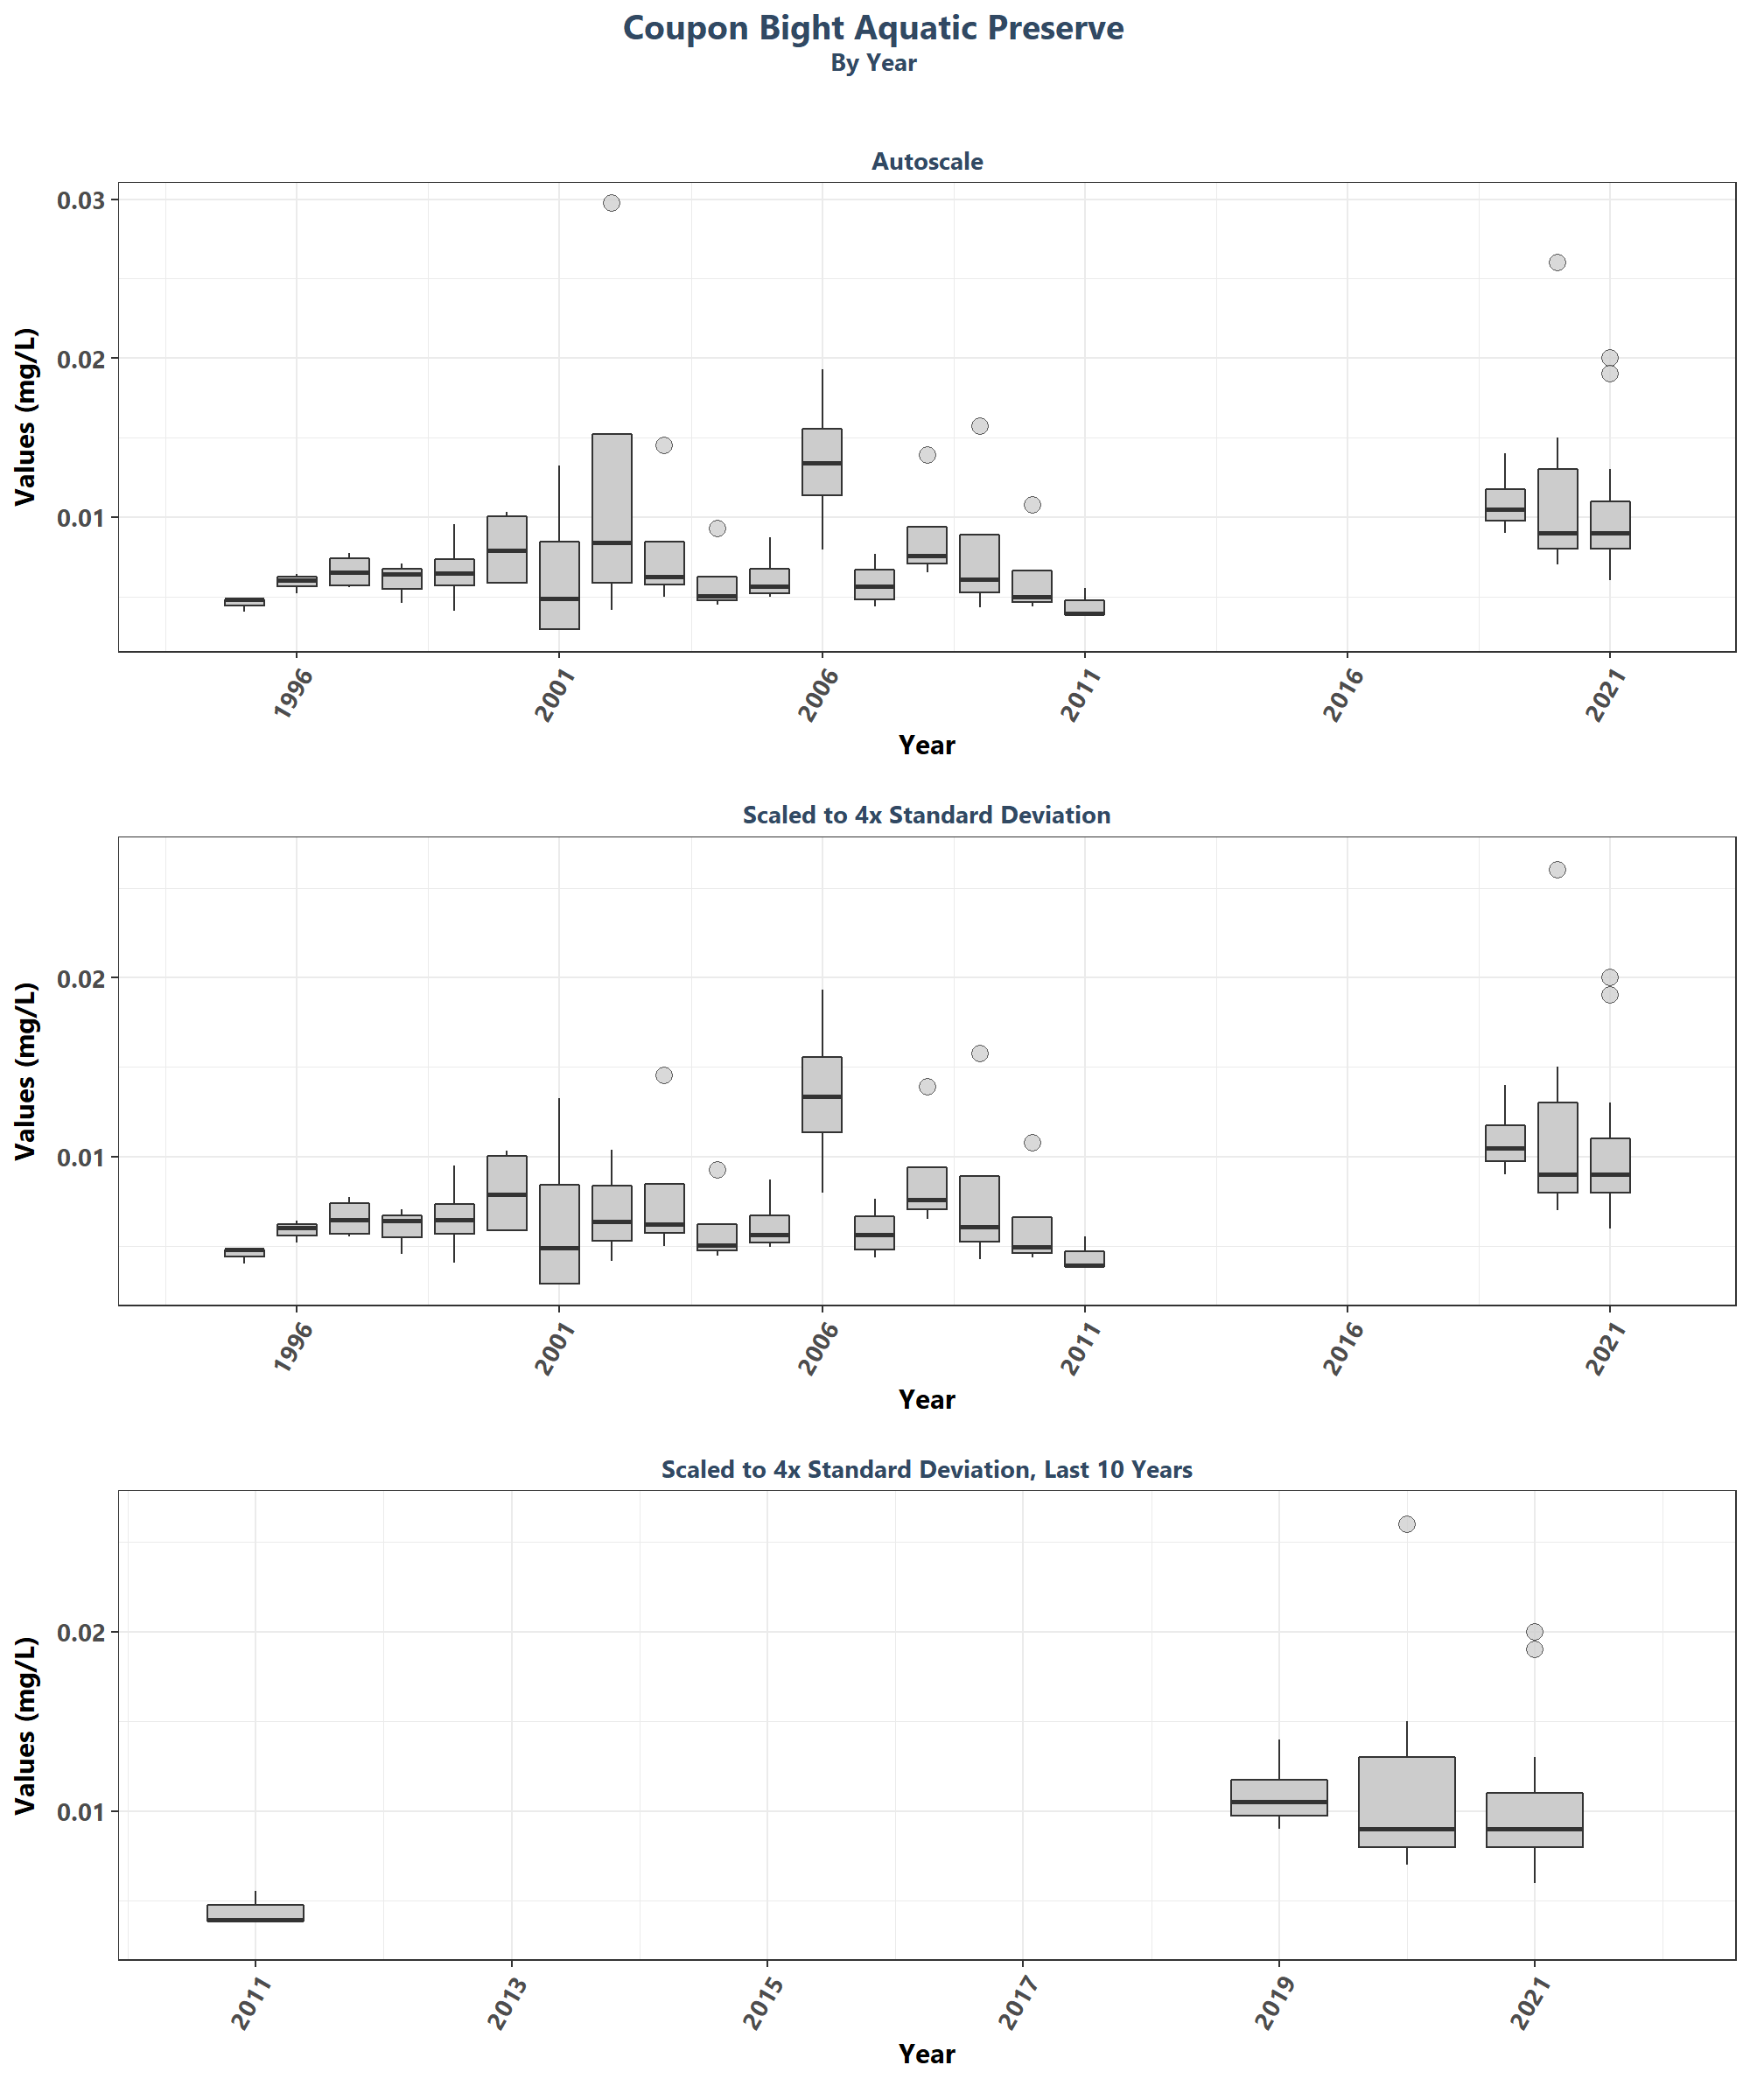 Coupon Bight Aquatic Preserve
By Year
Autoscale
Values (mg/L)
0.03
0.02
0.01
1996 2001 2006 2011 2016 2021
Year
Scaled to 4x Standard Deviation
Values (mg/L)
0.02
0.01
1996 2001 2006 2011 2016 2021
Year
Scaled to 4x Standard Deviation, Last 10 Years
Values (mg/L)
0.02
0.01
2011 2013 2015 2017 2019 2021
Year